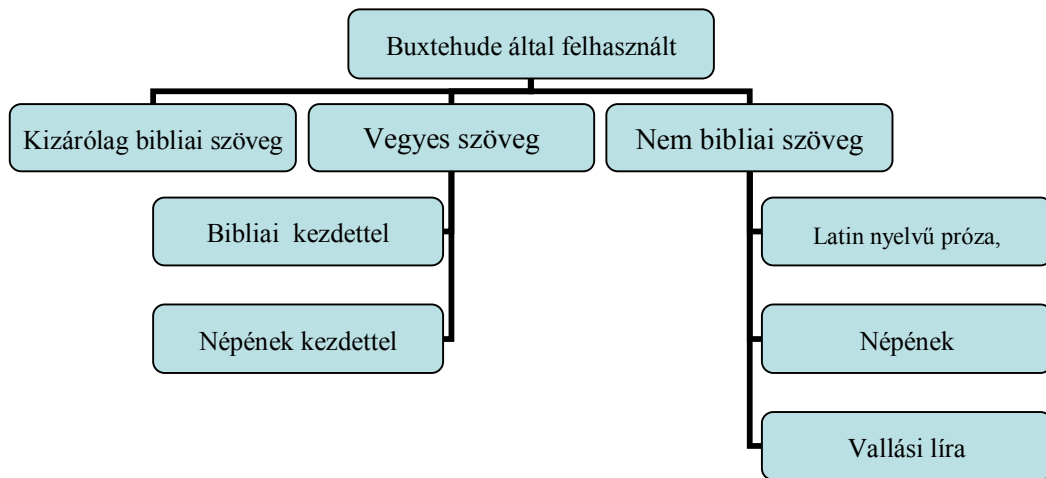 Buxtehude által felhasznált
Kizárólag bibliai szöveg
Vegyes szöveg
Nem bibliai szöveg
Bibliai kezdettel
Latin nyelvű próza,
Népének kezdettel
Népének
Vallási líra